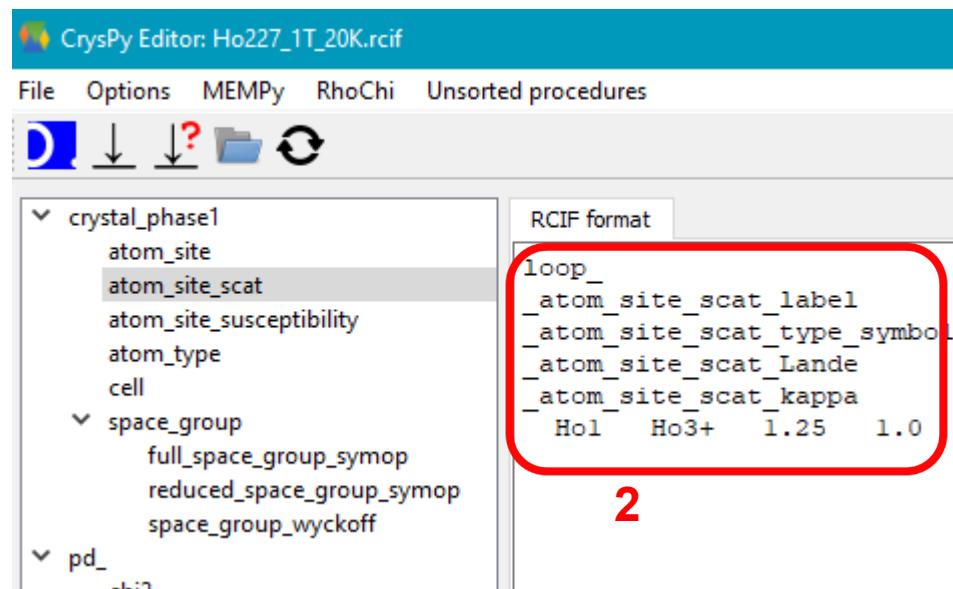 CrysPy Editor: Ho227_1T_20K.rcif
File Options MEMPy RhoChi Unsorted procedures
crystal_phase1
atom_site
atom_site_scat
atom_site_susceptibility
atom_type
cell
space_group
full_space_group_symop
reduced_space_group_symop
space_group_wyckoff
pd_
RCIF format
loop_
_atom_site_scat_label
_atom_site_scat_type_symbol
_atom_site_scat_Lande
_atom_site_scat_kappa
Ho1 Ho3+ 1.25 1.0
2